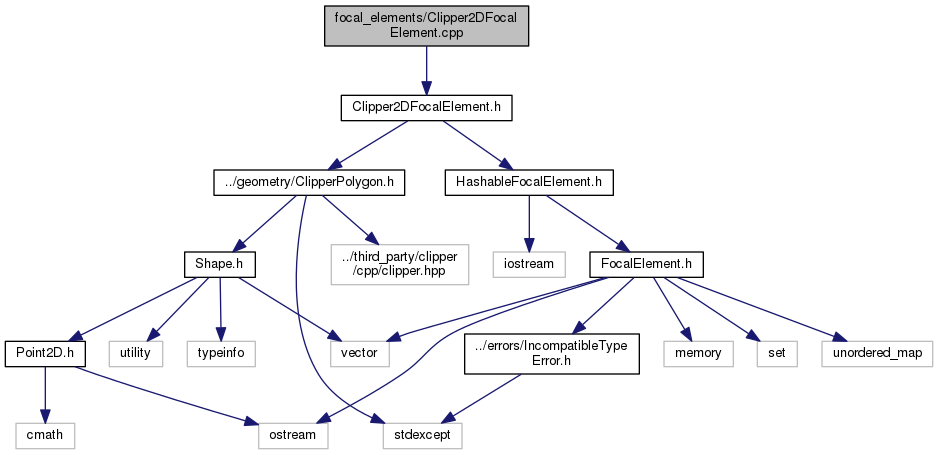 focal_elements/Clipper2DFocal
Element.cpp
Clipper2DFocalElement.h
../geometry/ClipperPolygon.h
HashableFocalElement.h
Shape.h
../third_party/clipper
/cpp/clipper.hpp
iostream
FocalElement.h
Point2D.h
utility
typeinfo
vector
../errors/IncompatibleType
Error.h
memory
set
unordered_map
cmath
ostream
stdexcept